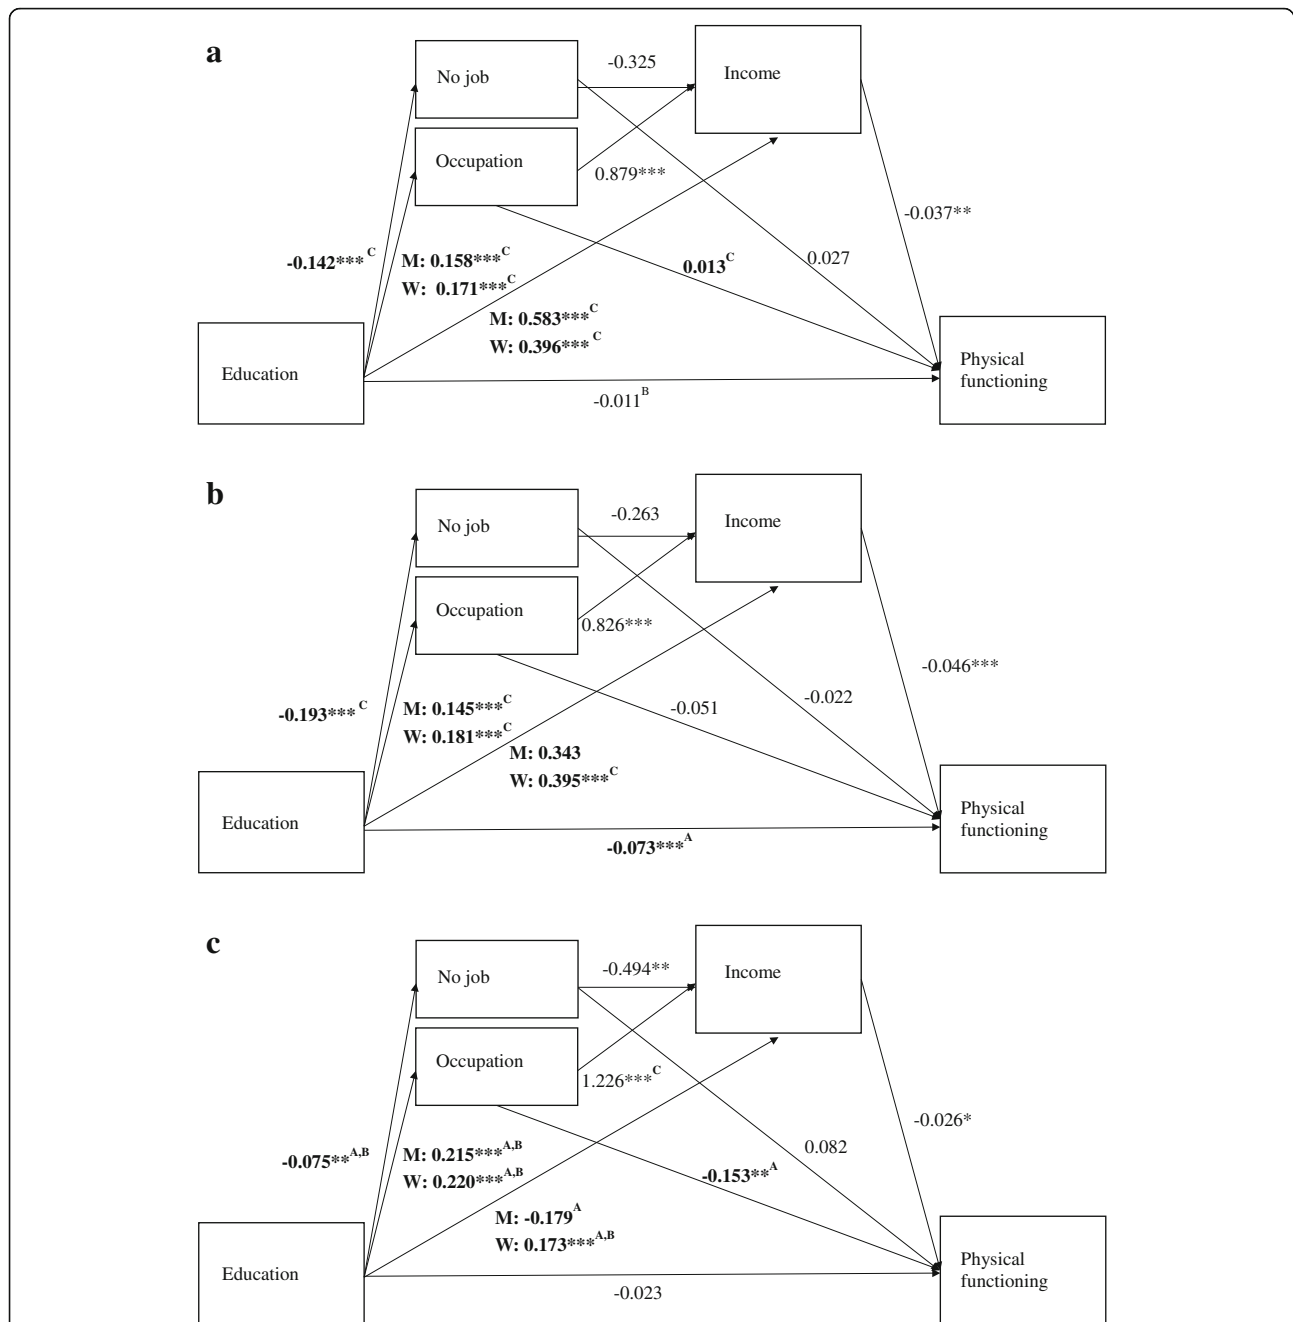 a
No job
-0.325
Income
Occupation
0.879***
-0.037**
-0.142*** C
M: 0.158***C
W: 0.171***C
0.013C
0.027
M: 0.583***C
W: 0.396*** C
Education
Physical
functioning
-0.011B
b
No job
-0.263
Income
Occupation
0.826***
-0.046***
-0.193*** C
M: 0.145***C
W: 0.181***C
-0.051
-0.022
M: 0.343
W: 0.395***C
Education
Physical
functioning
-0.073***A
c
No job
-0.494**
Income
Occupation
1.226***C
-0.026*
-0.075**A,B
M: 0.215***A,B
W: 0.220***A,B
-0.153**A
0.082
M: -0.179A
W: 0.173***A,B
Education
Physical
functioning
-0.023